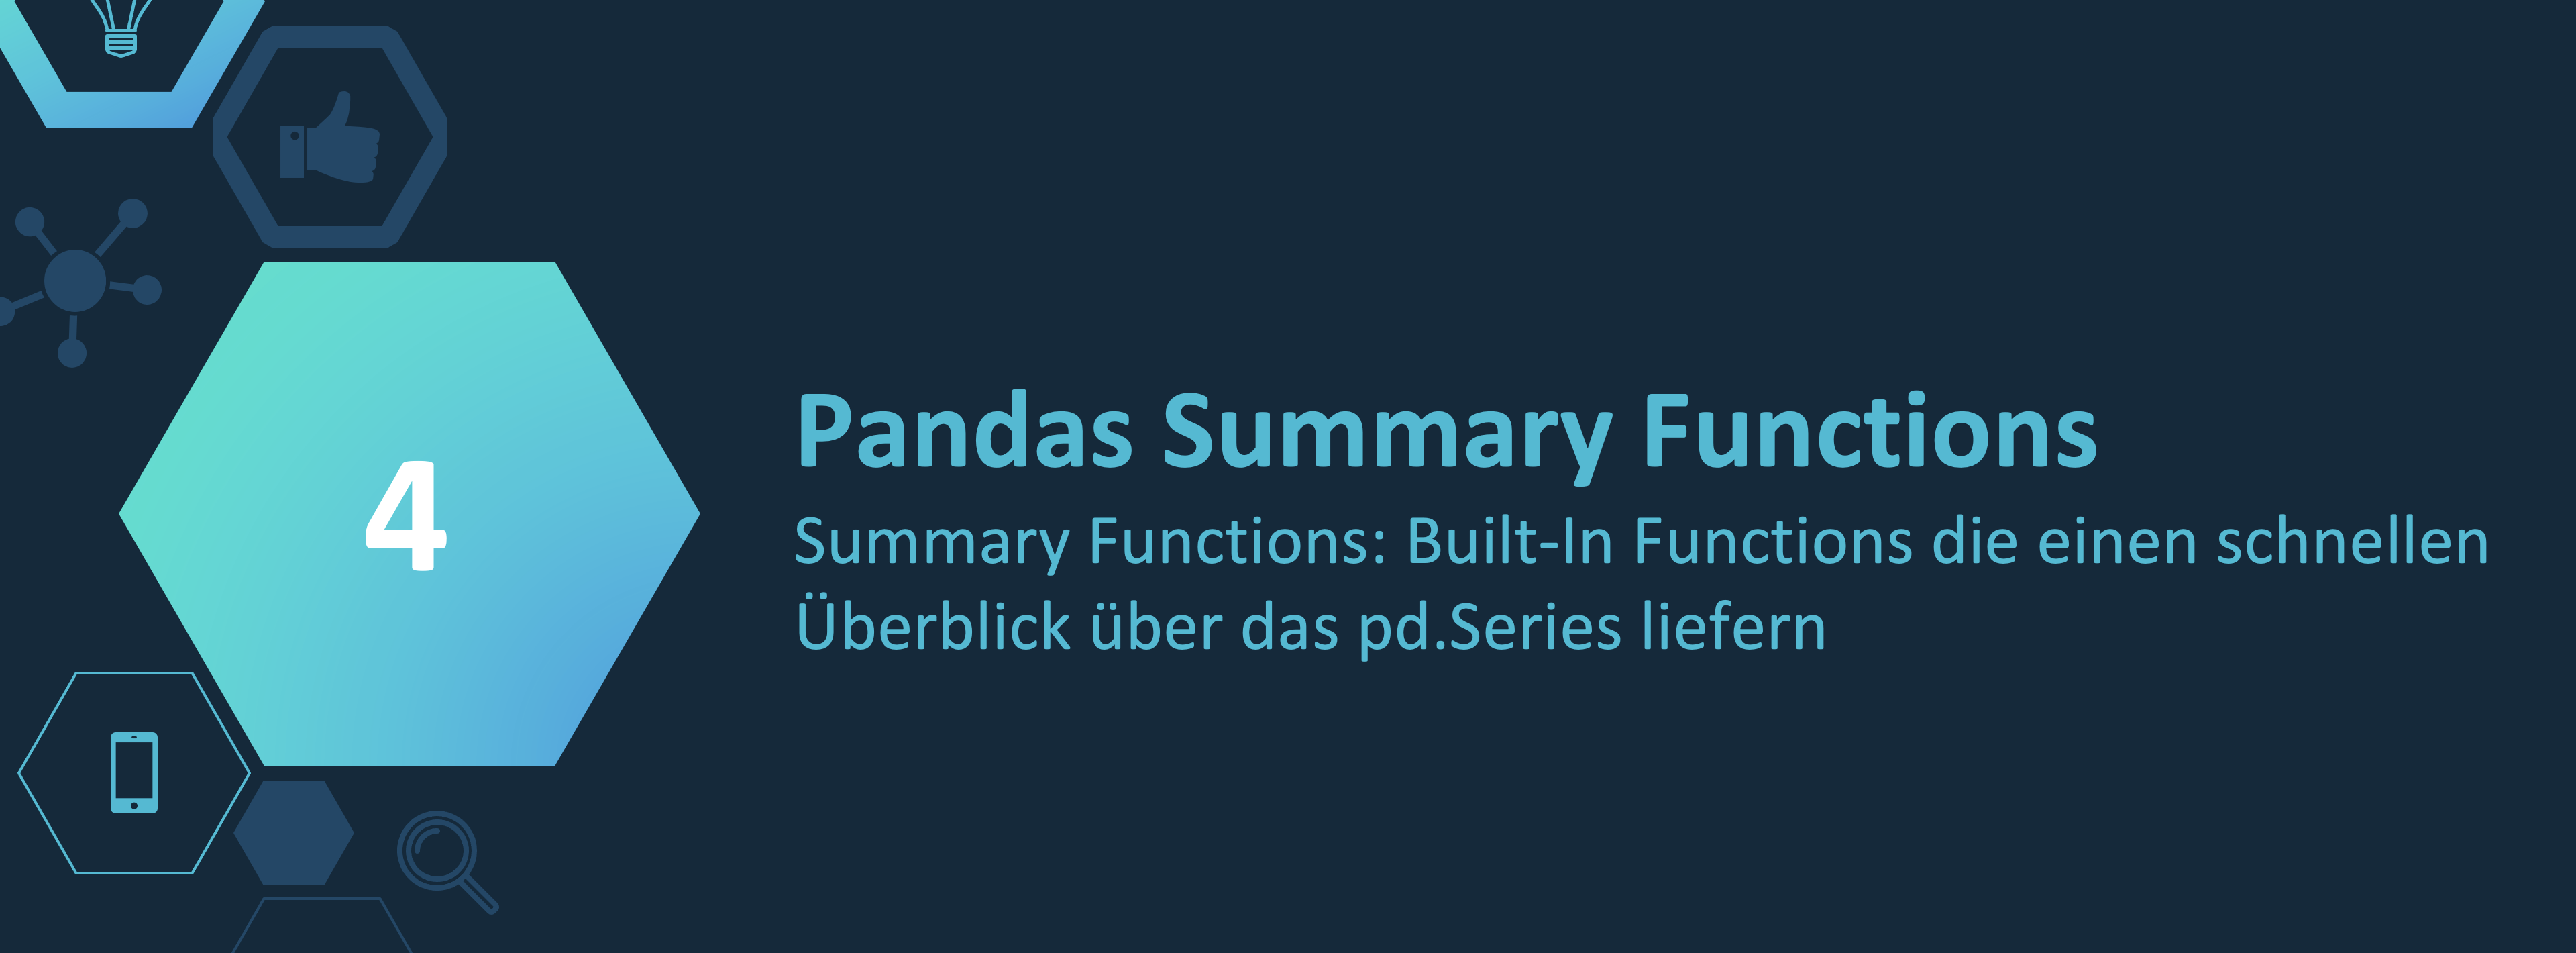 4
Pandas Summary Functions
Summary Functions: Built-In Functions die einen schnellen
Überblick über das pd.Series liefern